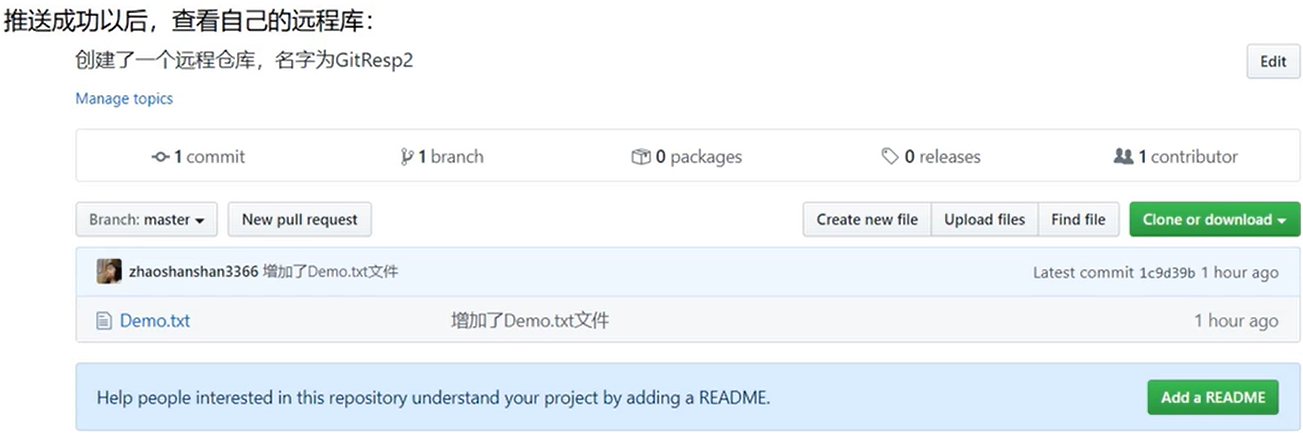 推送成功以后，查看自己的远程库：
创建了一个远程仓库，名字为GitResp2
Edit
Manage topics
1 commit
1 branch
0 packages
0 releases
1 contributor
Branch: master
New pull request
Create new file
Upload files
Find file
Clone or download
zhaoshanshan3366 增加了Demo.txt文件
Latest commit 1c9d39b 1 hour ago
Demo.txt
增加了Demo.txt文件
1 hour ago
Help people interested in this repository understand your project by adding a README.
Add a README